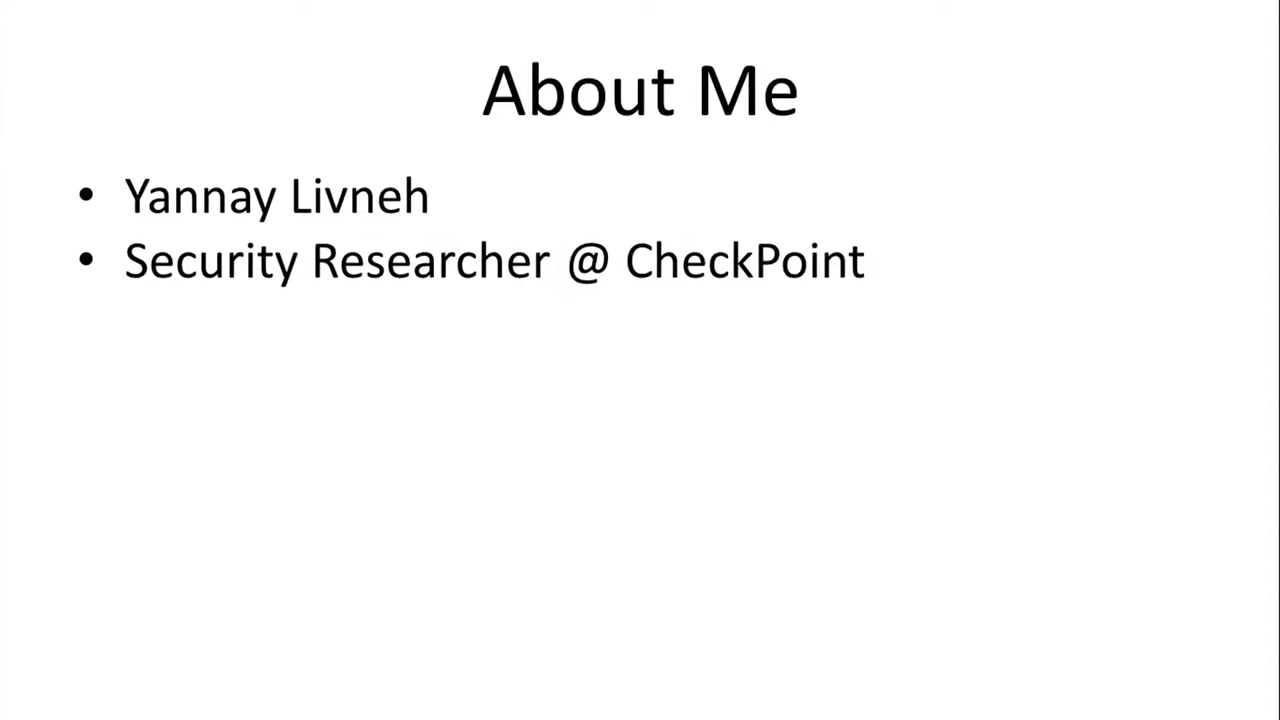 About Me
• Yannay Livneh
• Security Researcher @ CheckPoint